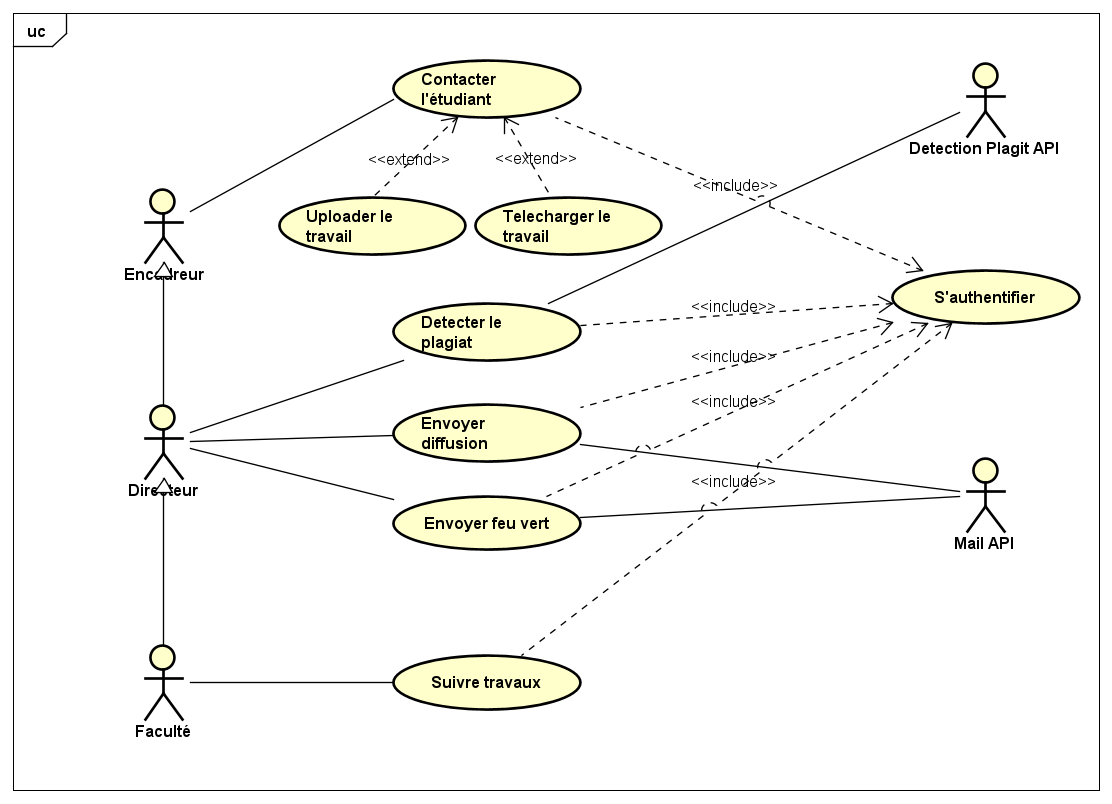 uc
Contacter
l'étudiant
Detection Plagit API
<<extend>>
<<extend>>
<<include>>
Uploader le
travail
Telecharger le
travail
Encadreur
S'authentifier
Detecter le
plagiat
<<include>>
<<include>>
<<include>>
Envoyer
diffusion
<<include>>
Directeur
Envoyer feu vert
Mail API
Suivre travaux
Faculté